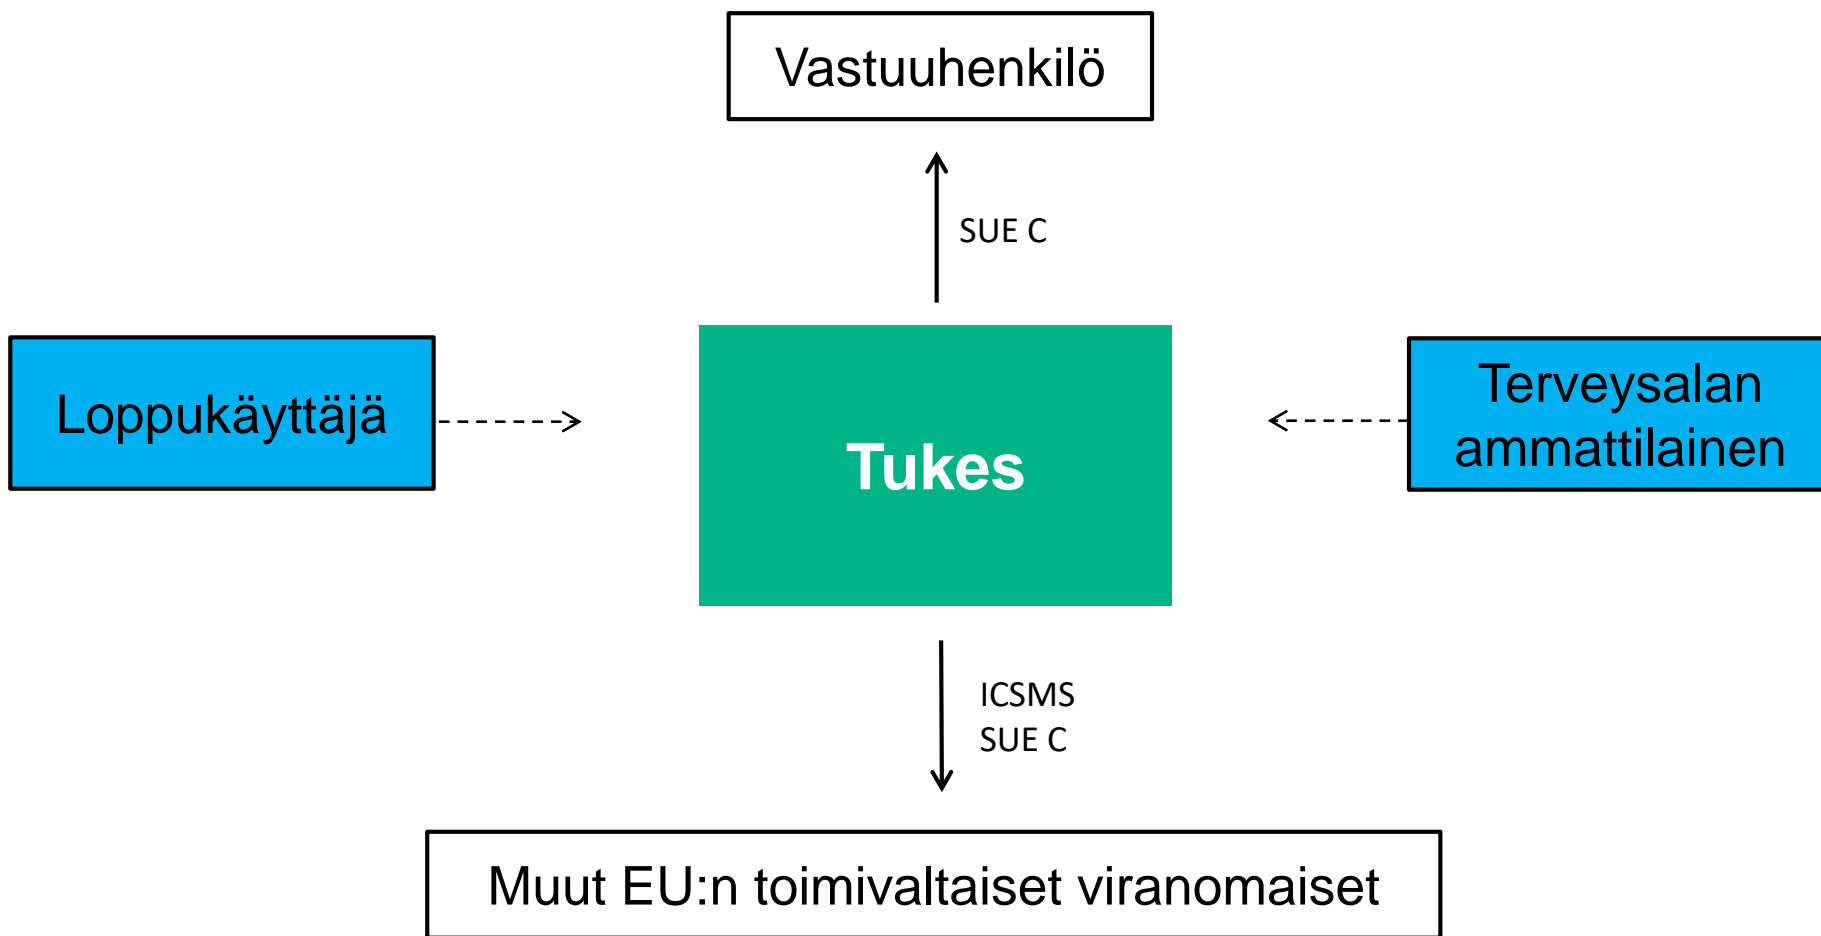 Vastuuhenkilö
SUE C
Loppukäyttäjä
Tukes
Terveysalan
ammattilainen
ICSMS
SUE C
Muut EU:n toimivaltaiset viranomaiset